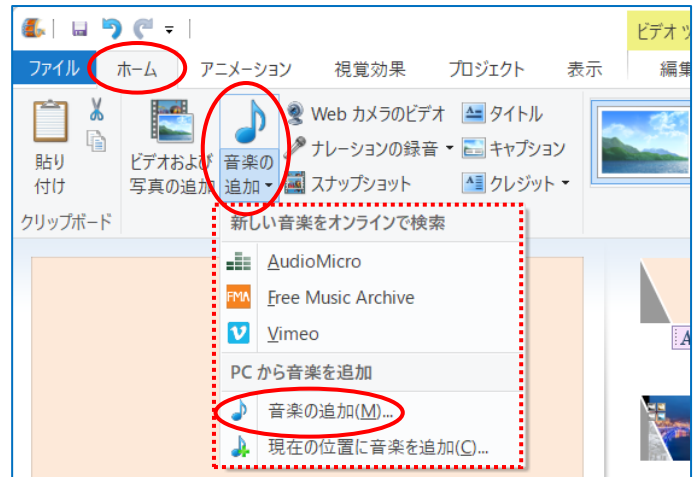 ビデオ ツ
ファイル ホーム アニメーション 視覚効果 プロジェクト 表示 編集
貼り
付け
クリップボード
ビデオおよび
写真の追加
音楽の
追加
Web カメラのビデオ
ナレーションの録音
スナップショット
タイトル
キャプション
クレジット
新しい音楽をオンラインで検索
AudioMicro
FMA Free Music Archive
Vimeo
PC から音楽を追加
音楽の追加(M)...
現在の位置に音楽を追加(C)...
A